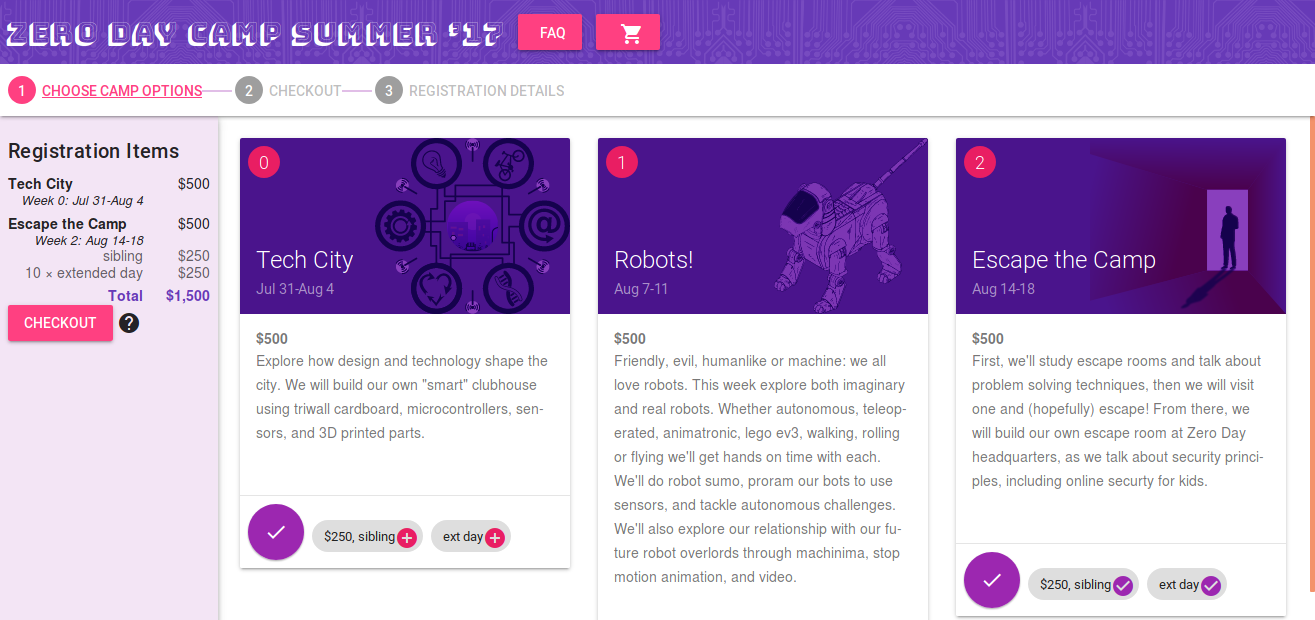 ZERO DAY CAMP SUMMER '17 FAQ
1 CHOOSE CAMP OPTIONS 2 CHECKOUT 3 REGISTRATION DETAILS
Registration Items
Tech City $500
Week 0: Jul 31-Aug 4
Escape the Camp $500
Week 2: Aug 14-18
sibling $250
10 × extended day $250
Total $1,500
CHECKOUT ?
0
@
Tech City
Jul 31-Aug 4
$500
Explore how design and technology shape the
city. We will build our own "smart" clubhouse
using triwall cardboard, microcontrollers, sen-
sors, and 3D printed parts.
$250, sibling ext day
1
Robots!
Aug 7-11
$500
Friendly, evil, humanlike or machine: we all
love robots. This week explore both imaginary
and real robots. Whether autonomous, teleop-
erated, animatronic, lego ev3, walking, rolling
or flying we'll get hands on time with each.
We'll do robot sumo, proram our bots to use
sensors, and tackle autonomous challenges.
We'll also explore our relationship with our fu-
ture robot overlords through machinima, stop
motion animation, and video.
2
Escape the Camp
Aug 14-18
$500
First, we'll study escape rooms and talk about
problem solving techniques, then we will visit
one and (hopefully) escape! From there, we
will build our own escape room at Zero Day
headquarters, as we talk about security princi-
ples, including online securty for kids.
$250, sibling ext day